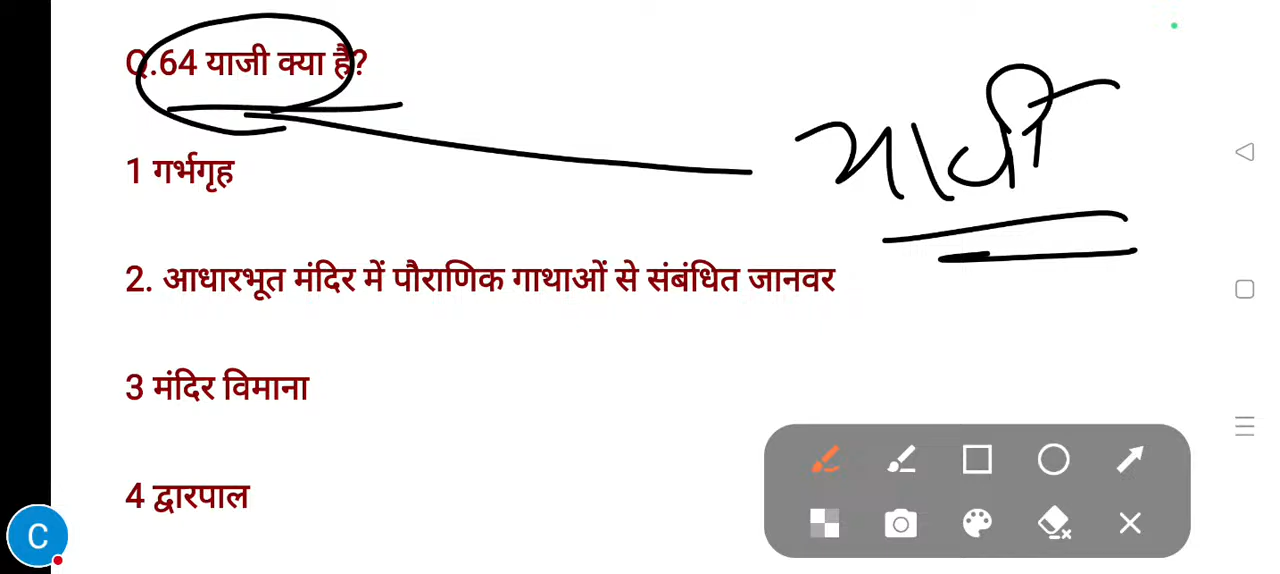 Q.64 याजी क्या है?
याजी
1 गर्भगृह
2. आधारभूत मंदिर में पौराणिक गाथाओं से संबंधित जानवर
3 मंदिर विमाना
4 द्वारपाल
C